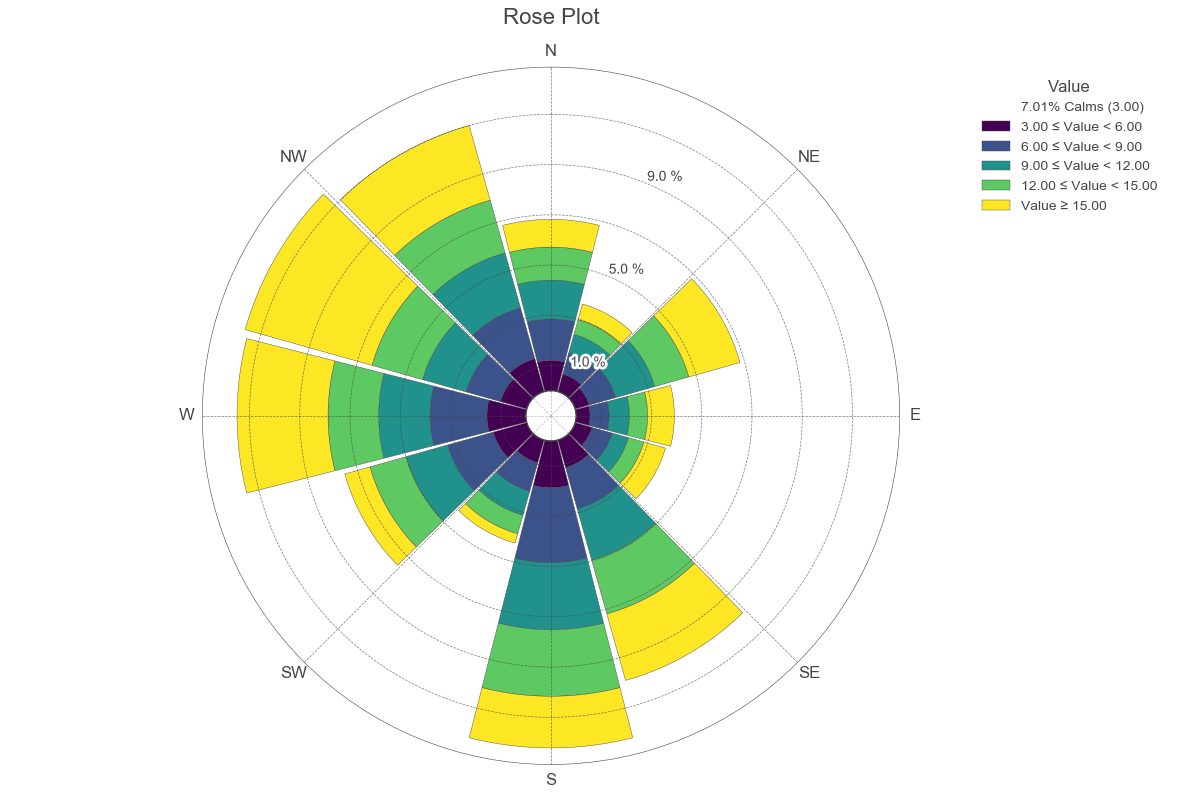 Rose Plot
N
NE
E
SE
S
SW
W
NW
9.0 %
5.0 %
1.0 %
Value
7.01% Calms (3.00)
3.00 ≤ Value < 6.00
6.00 ≤ Value < 9.00
9.00 ≤ Value < 12.00
12.00 ≤ Value < 15.00
Value ≥ 15.00